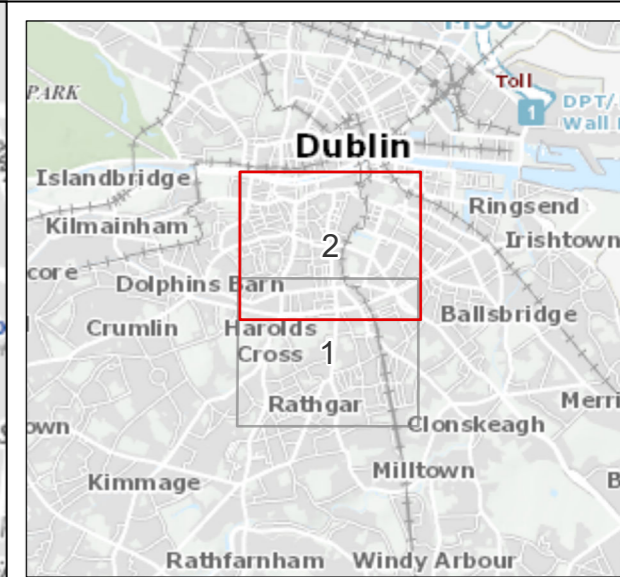 M50
PARK
Toll
1
DPT/
Wall
Dublin
Islandbridge
Ringsend
Kilmainham
Irishtown
2
core
Dolphins Barn
Ballsbridge
Crumlin
Harolds
Cross
1
Rathgar
Merri
own
Clonskeagh
Milltown
Kimmage
B
Rathfarnham
Windy Arbour